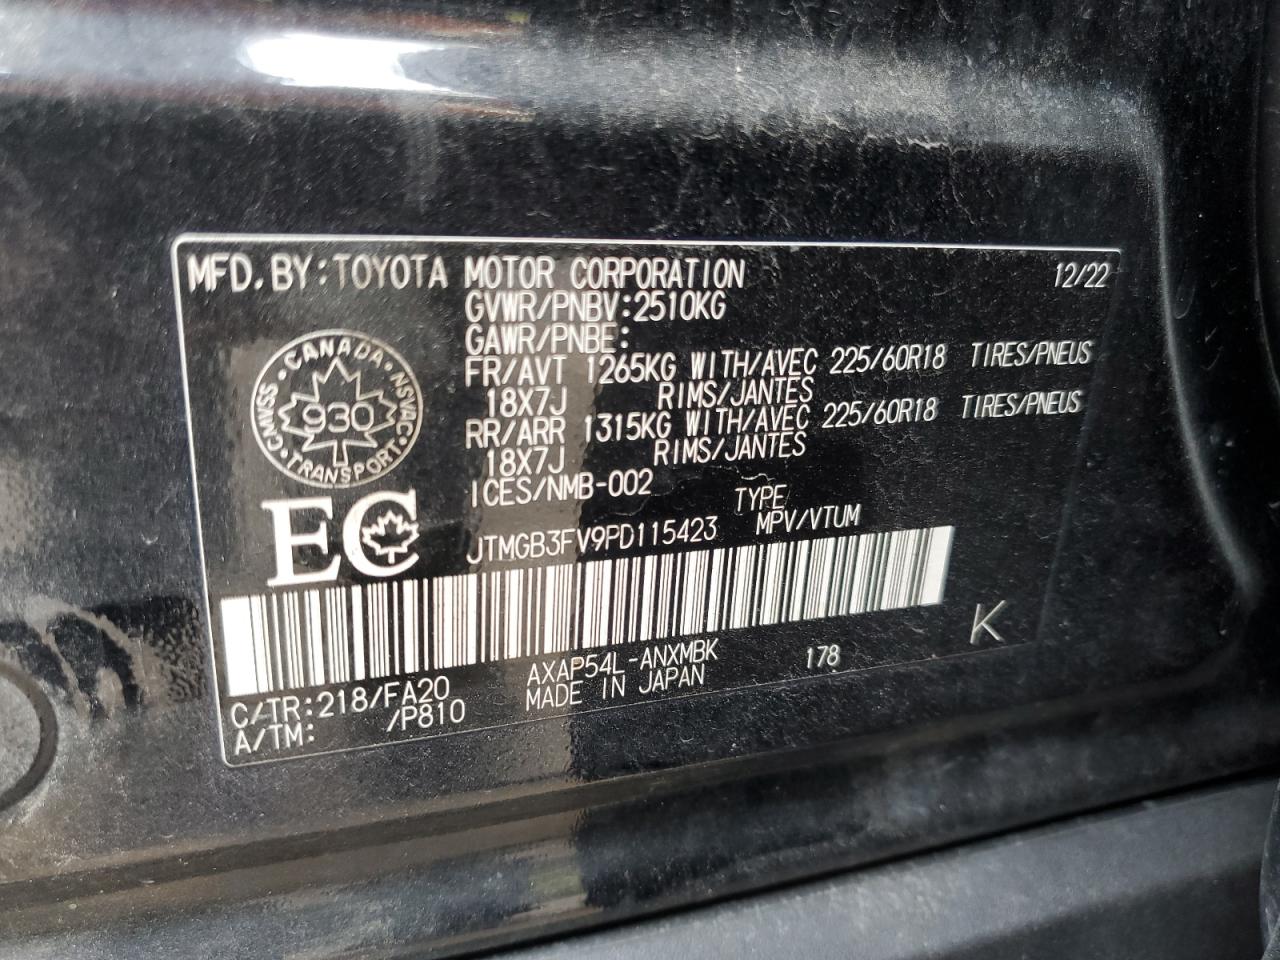 MFD.BY:TOYOTA MOTOR CORPORATION 12/22
GVWR/PNBV:2510KG
GAWR/PNBE:
FR/AVT 1265KG WITH/AVEC 225/60R18 TIRES/PNEUS
18X7J RIMS/JANTES
RR/ARR 1315KG WITH/AVEC 225/60R18 TIRES/PNEUS
18X7J RIMS/JANTES
ICES/NMB-002
CANADA
CMVSS NSVAC
930
TRANSPORT
EC
TYPE
JTMGB3FV9PD115423 MPV/VTUM
K
C/TR:218/FA20 AXAP54L-ANXMBK 178
A/TM: /P810 MADE IN JAPAN